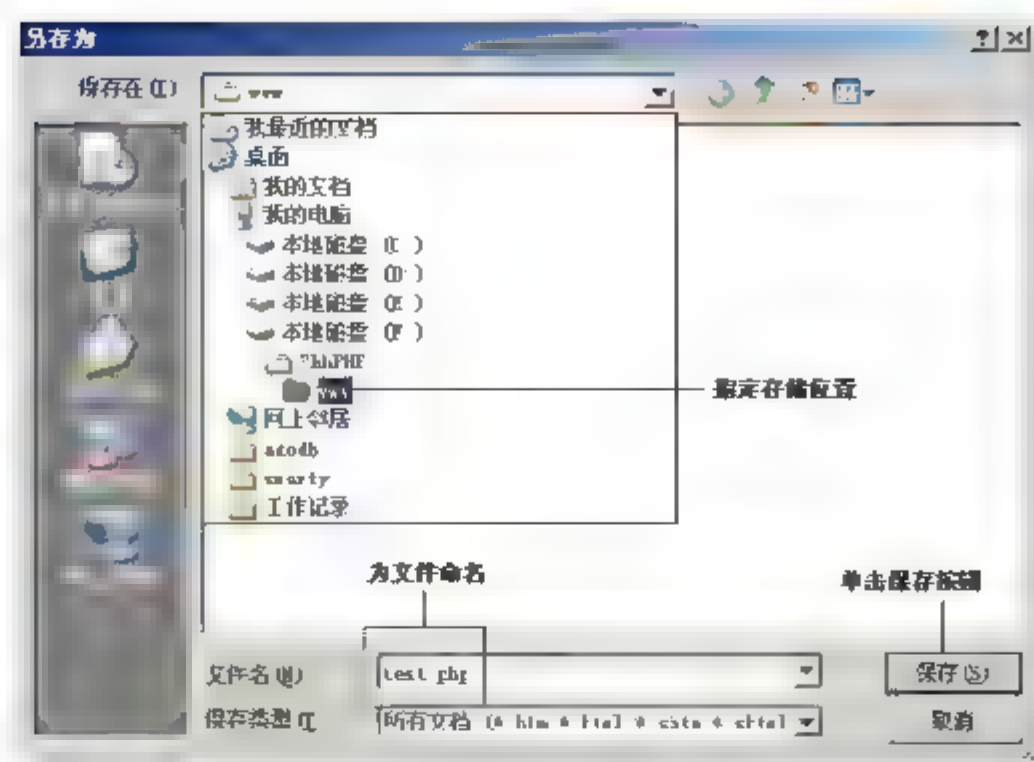 另存为
保存在(I)
www
我最近的文档
桌面
我的文档
我的电脑
本地磁盘
本地磁盘 (D )
本地磁盘 (E )
本地磁盘 (F )
指定存储位置
网上邻居
adodb
smarty
工作记录
为文件命名
单击保存按钮
文件名(N)
test php
保存(S)
保存类型(T
所有文档
取消